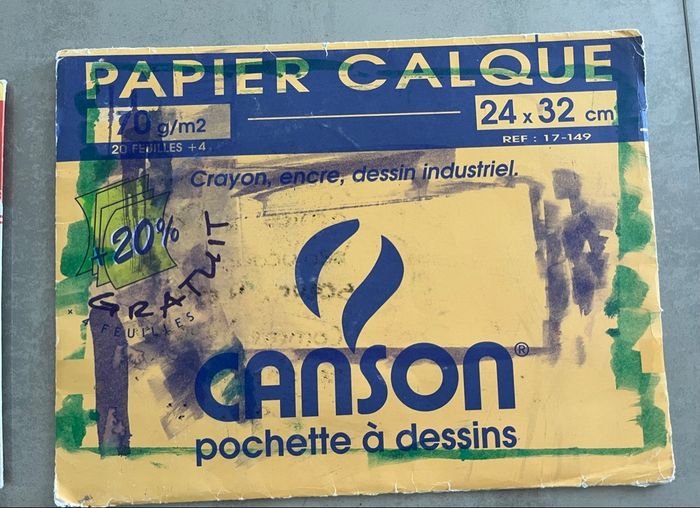 PAPIER CALQUE
70 g/m2
24 x 32 cm
20 FEUILLES +4
REF : 17-149
Crayon, encre, dessin industriel.
+20%
GRATUIT
FEUILLES
CANSON®
pochette à dessins